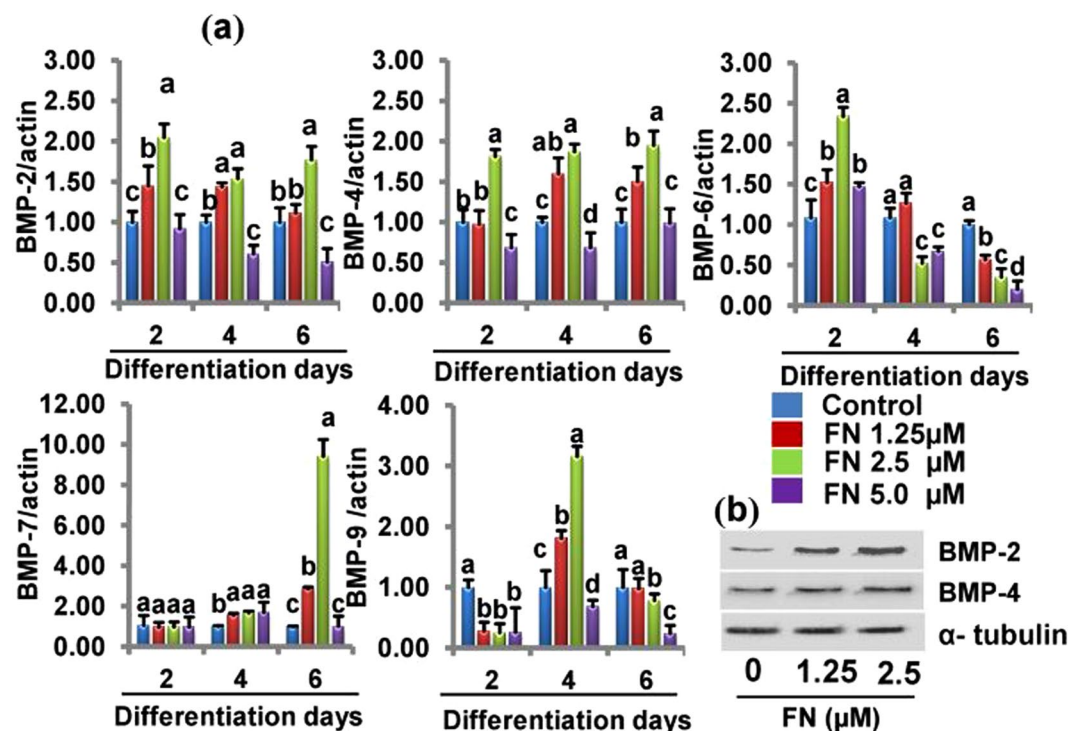 (a)
BMP-2/actin
3.00
2.50
2.00
1.50
1.00
0.50
0.00
c b a c
b a a c
b b a c
2 4 6
Differentiation days
BMP-4/actin
3.00
2.50
2.00
1.50
1.00
0.50
0.00
b b a c
c ab a d
c b a c
2 4 6
Differentiation days
BMP-6/actin
3.00
2.50
2.00
1.50
1.00
0.50
0.00
c b a b
a a c c
a b c d
2 4 6
Differentiation days
BMP-7/actin
12.00
10.00
8.00
6.00
4.00
2.00
0.00
a a a a
b a a a
c b a c
2 4 6
Differentiation days
BMP-9 /actin
4.00
3.00
2.00
1.00
0.00
a b b b
c b a d
a a b c
2 4 6
Differentiation days
Control
FN 1.25µM
FN 2.5 µM
FN 5.0 µM
(b)
BMP-2
BMP-4
α- tubulin
0 1.25 2.5
FN (µM)